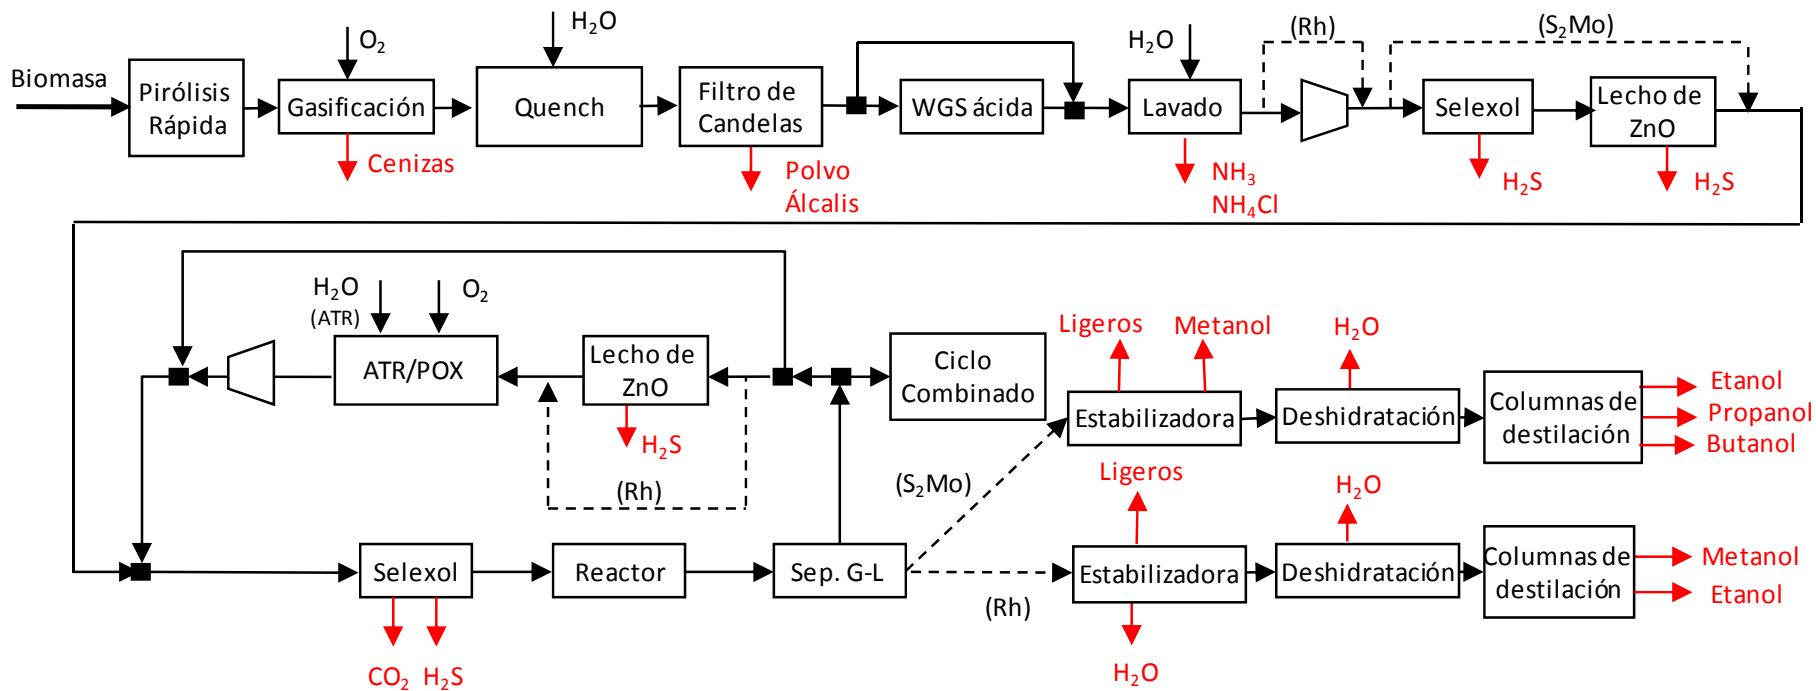 Biomasa
Pirólisis
Rápida
O2
Gasificación
Cenizas
H2O
Quench
Filtro de
Candelas
Polvo
Álcalis
WGS ácida
H2O
Lavado
NH3
NH4Cl
(Rh)
(S2Mo)
Selexol
H2S
Lecho de
ZnO
H2S
H2O
(ATR)
O2
ATR/POX
Lecho de
ZnO
H2S
(Rh)
Ciclo
Combinado
Ligeros
Metanol
Estabilizadora
H2O
Deshidratación
Columnas de
destilación
Etanol
Propanol
Butanol
(S2Mo)
Selexol
CO2
H2S
Reactor
Sep. G-L
(Rh)
Ligeros
Estabilizadora
H2O
H2O
Deshidratación
Columnas de
destilación
Metanol
Etanol